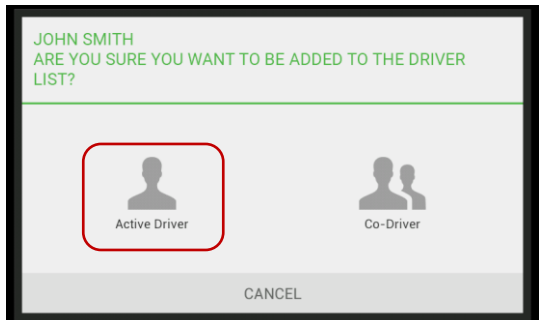 JOHN SMITH
ARE YOU SURE YOU WANT TO BE ADDED TO THE DRIVER
LIST?
Active Driver
Co-Driver
CANCEL